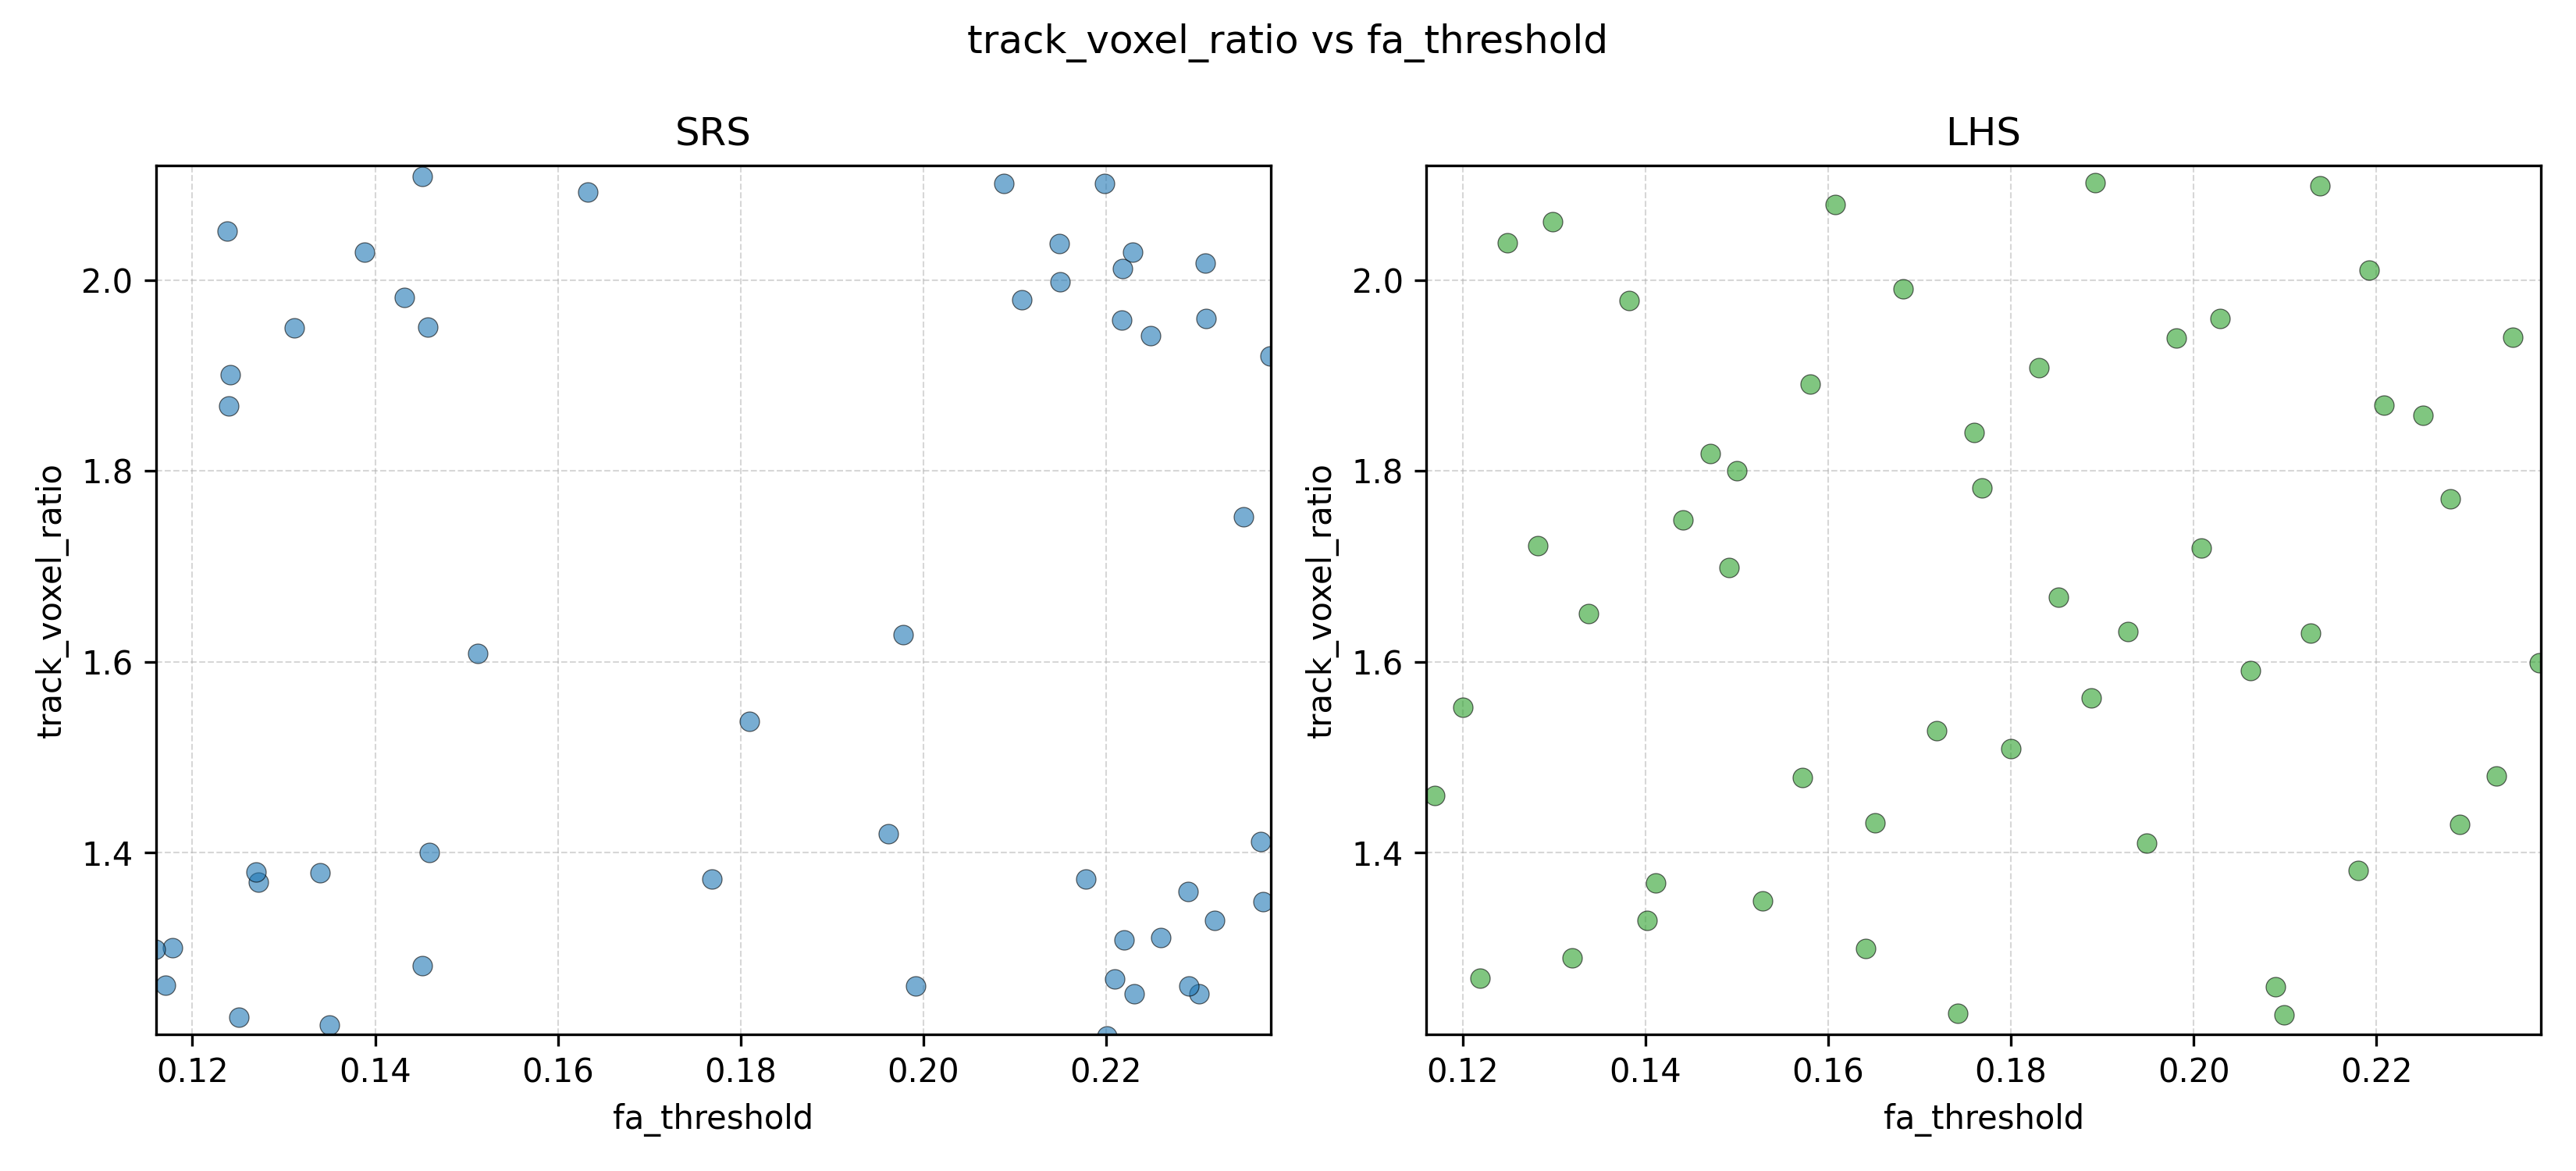 track_voxel_ratio vs fa_threshold
SRS
track_voxel_ratio
2.0
1.8
1.6
1.4
0.12 0.14 0.16 0.18 0.20 0.22
fa_threshold
LHS
track_voxel_ratio
2.0
1.8
1.6
1.4
0.12 0.14 0.16 0.18 0.20 0.22
fa_threshold